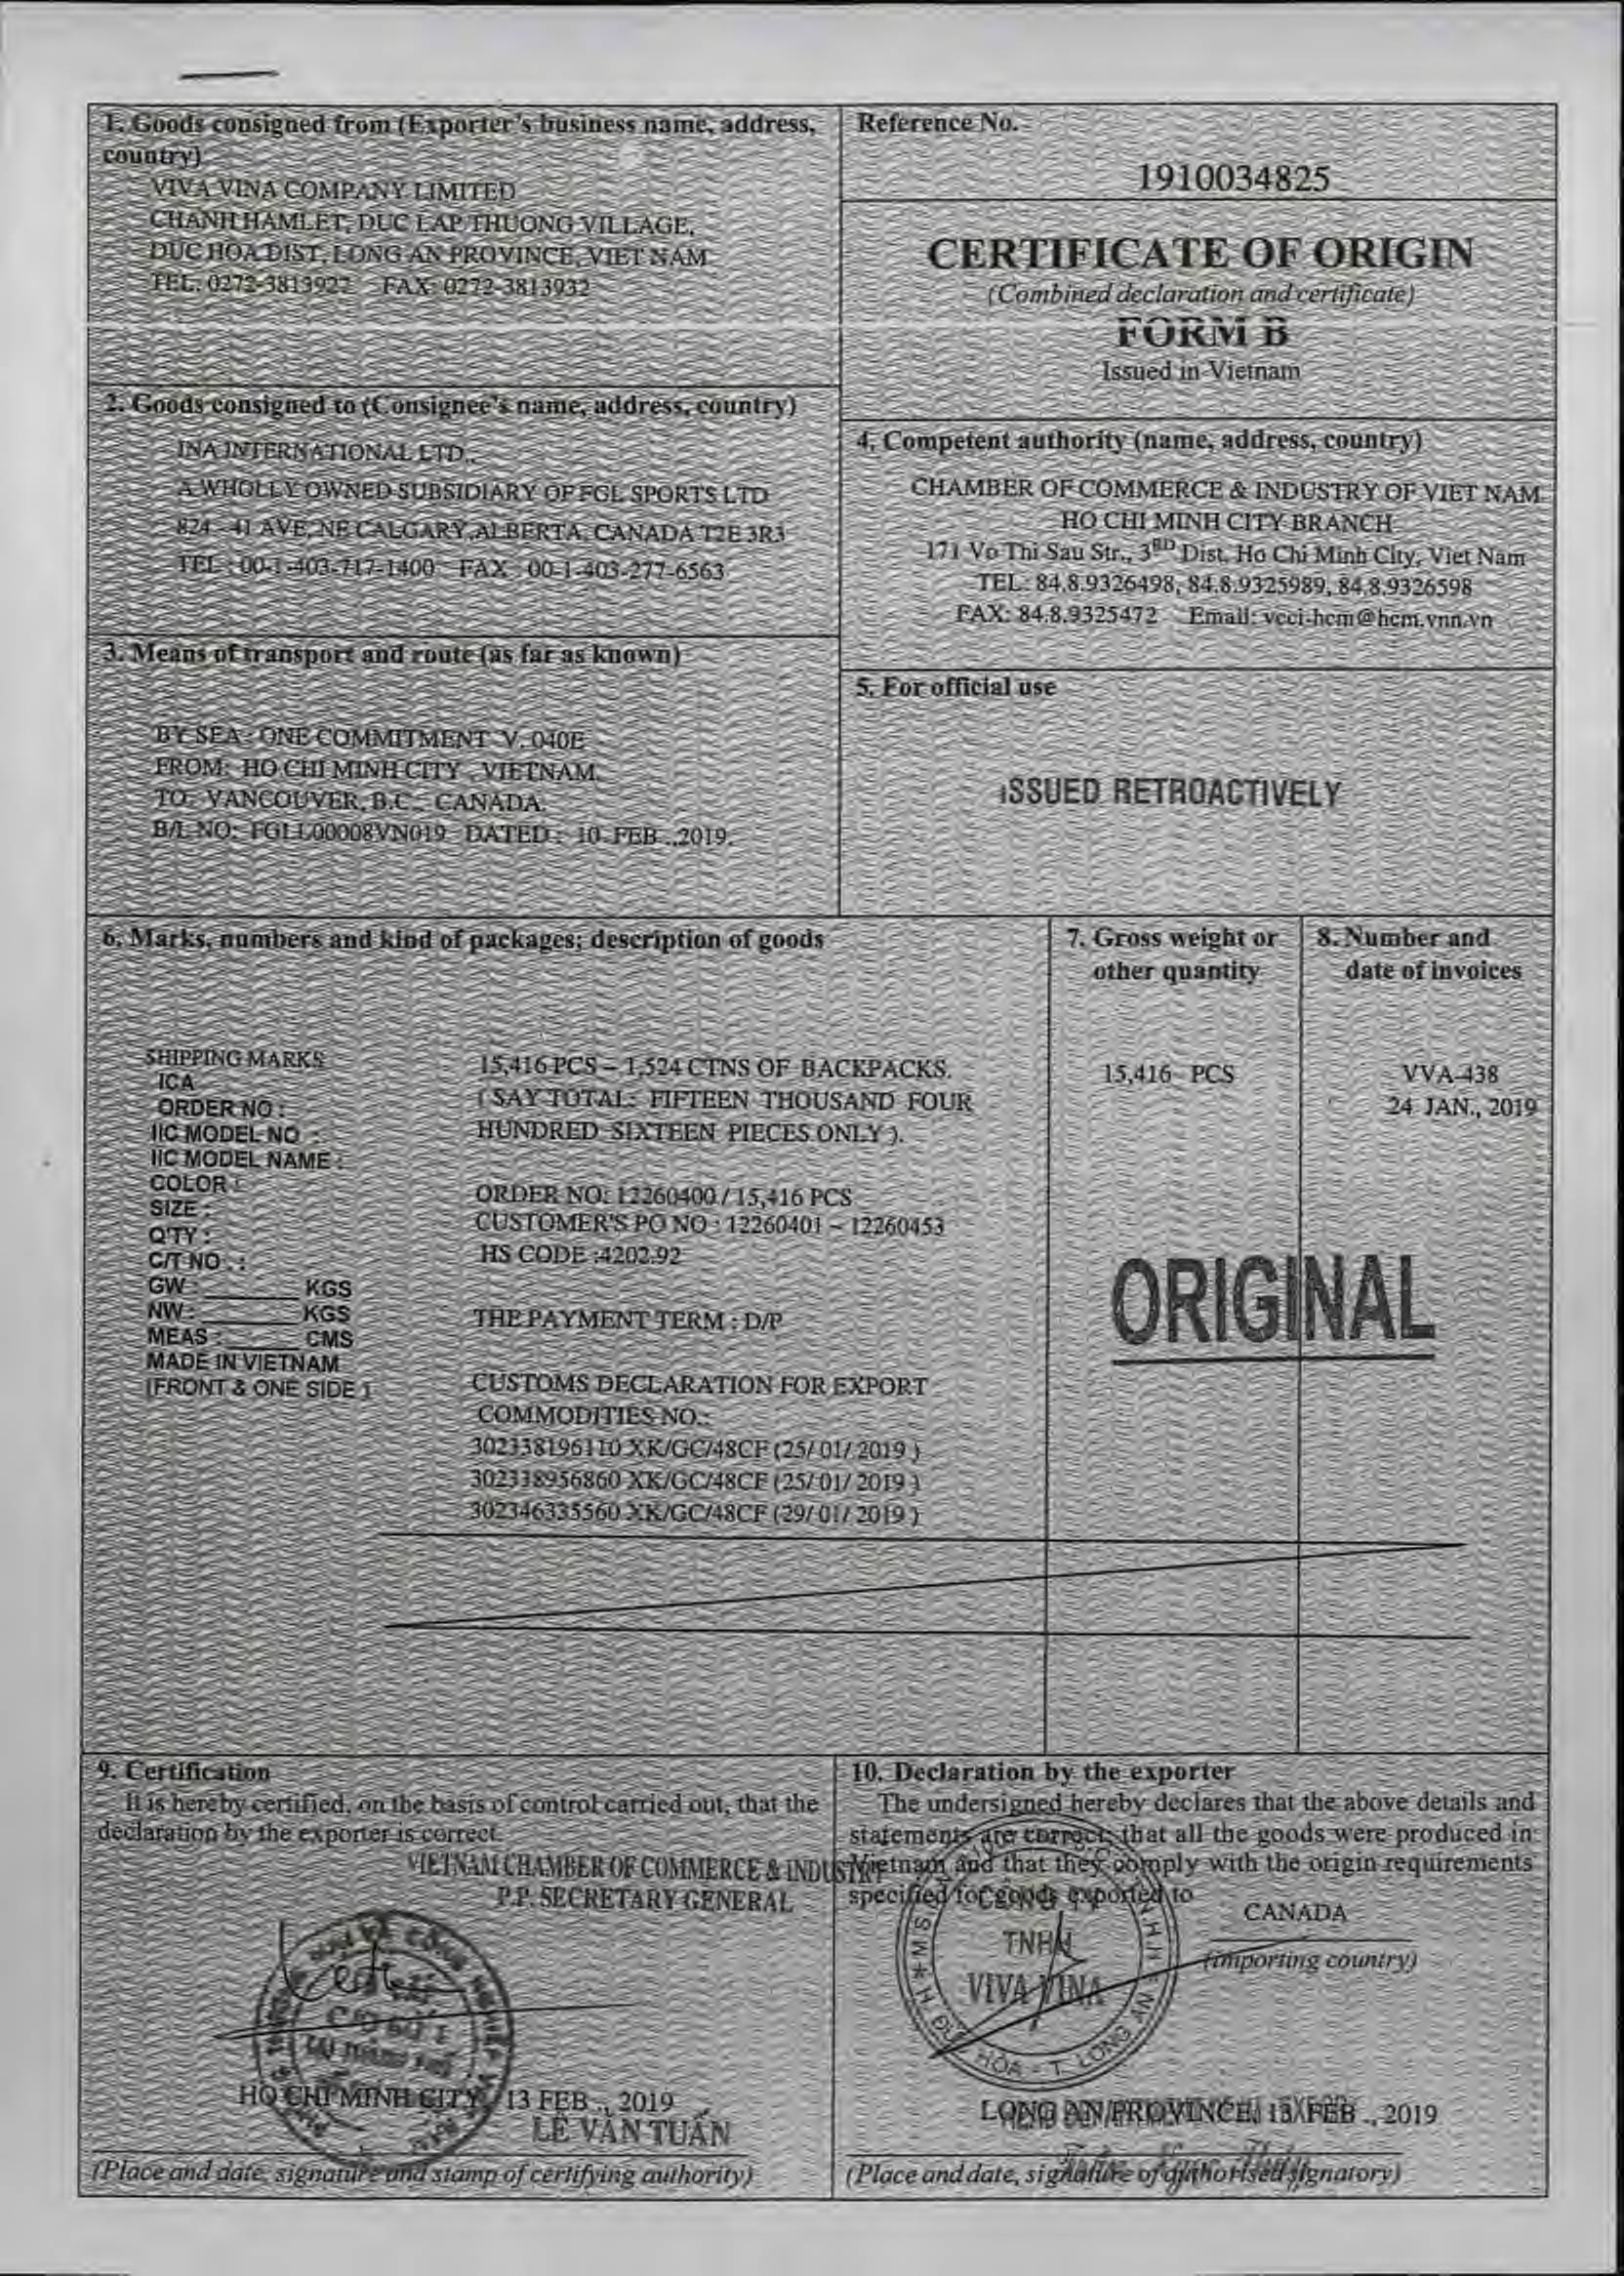 1. Goods consigned from (Exporter's business name, address,
country)
VIVA VINA COMPANY LIMITED
CHANH HAMLET, DUC LAP THUONG VILLAGE,
DUC HOA DIST, LONG AN PROVINCE, VIET NAM
TEL: 0272-3813922 FAX: 0272-3813932
Reference No.
1910034825
CERTIFICATE OF ORIGIN
(Combined declaration and certificate)
FORM B
Issued in Vietnam
2. Goods consigned to (Consignee's name, address, country)
INA INTERNATIONAL LTD.,
A WHOLLY OWNED SUBSIDIARY OF FGL SPORTS LTD
824 - 41 AVE, NE CALGARY, ALBERTA, CANADA T2E 3R3
TEL : 00-1-403-717-1400 FAX : 00-1-403-277-6563
4. Competent authority (name, address, country)
CHAMBER OF COMMERCE & INDUSTRY OF VIET NAM
HO CHI MINH CITY BRANCH
171 Vo Thi Sau Str., 3RD Dist, Ho Chi Minh City, Viet Nam
TEL: 84.8.9326498, 84.8.9325989, 84.8.9326598
FAX: 84.8.9325472 Email: vcci-hcm@hcm.vnn.vn
3. Means of transport and route (as far as known)
BY SEA : ONE COMMITMENT V. 040E
FROM: HO CHI MINH CITY , VIETNAM.
TO: VANCOUVER, B.C., CANADA.
B/L NO: FGLL00008VN019 DATED : 10 FEB .,2019.
5. For official use
ISSUED RETROACTIVELY
6. Marks, numbers and kind of packages; description of goods
7. Gross weight or
other quantity
8. Number and
date of invoices
SHIPPING MARKS
ICA
ORDER NO :
IIC MODEL NO :
IIC MODEL NAME :
COLOR :
SIZE :
Q'TY :
C/T NO . :
GW : ______ KGS
NW : ______ KGS
MEAS : ______ CMS
MADE IN VIETNAM
(FRONT & ONE SIDE )
15,416 PCS – 1,524 CTNS OF BACKPACKS.
( SAY TOTAL: FIFTEEN THOUSAND FOUR
HUNDRED SIXTEEN PIECES ONLY ).
ORDER NO: 12260400 / 15,416 PCS
CUSTOMER'S PO NO : 12260401 – 12260453
HS CODE :4202.92
THE PAYMENT TERM : D/P
CUSTOMS DECLARATION FOR EXPORT
COMMODITIES NO.:
302338196110 XK/GC/48CF (25/ 01/ 2019 )
302338956860 XK/GC/48CF (25/ 01/ 2019 )
302346335560 XK/GC/48CF (29/ 01/ 2019 )
15,416 PCS
VVA-438
24 JAN., 2019
ORIGINAL
9. Certification
It is hereby certified, on the basis of control carried out, that the
declaration by the exporter is correct.
VIETNAM CHAMBER OF COMMERCE & INDUSTRY
P.P. SECRETARY GENERAL
HO CHI MINH CITY, 13 FEB ., 2019
LÊ VĂN TUẤN
(Place and date, signature and stamp of certifying authority)
10. Declaration by the exporter
The undersigned hereby declares that the above details and
statements are correct; that all the goods were produced in
Vietnam and that they comply with the origin requirements
specified for goods exported to
CANADA
(importing country)
CÔNG TY
TNHH
VIVA VINA
LONG AN PROVINCE, 13 FEB ., 2019
(Place and date, signature of authorised signatory)